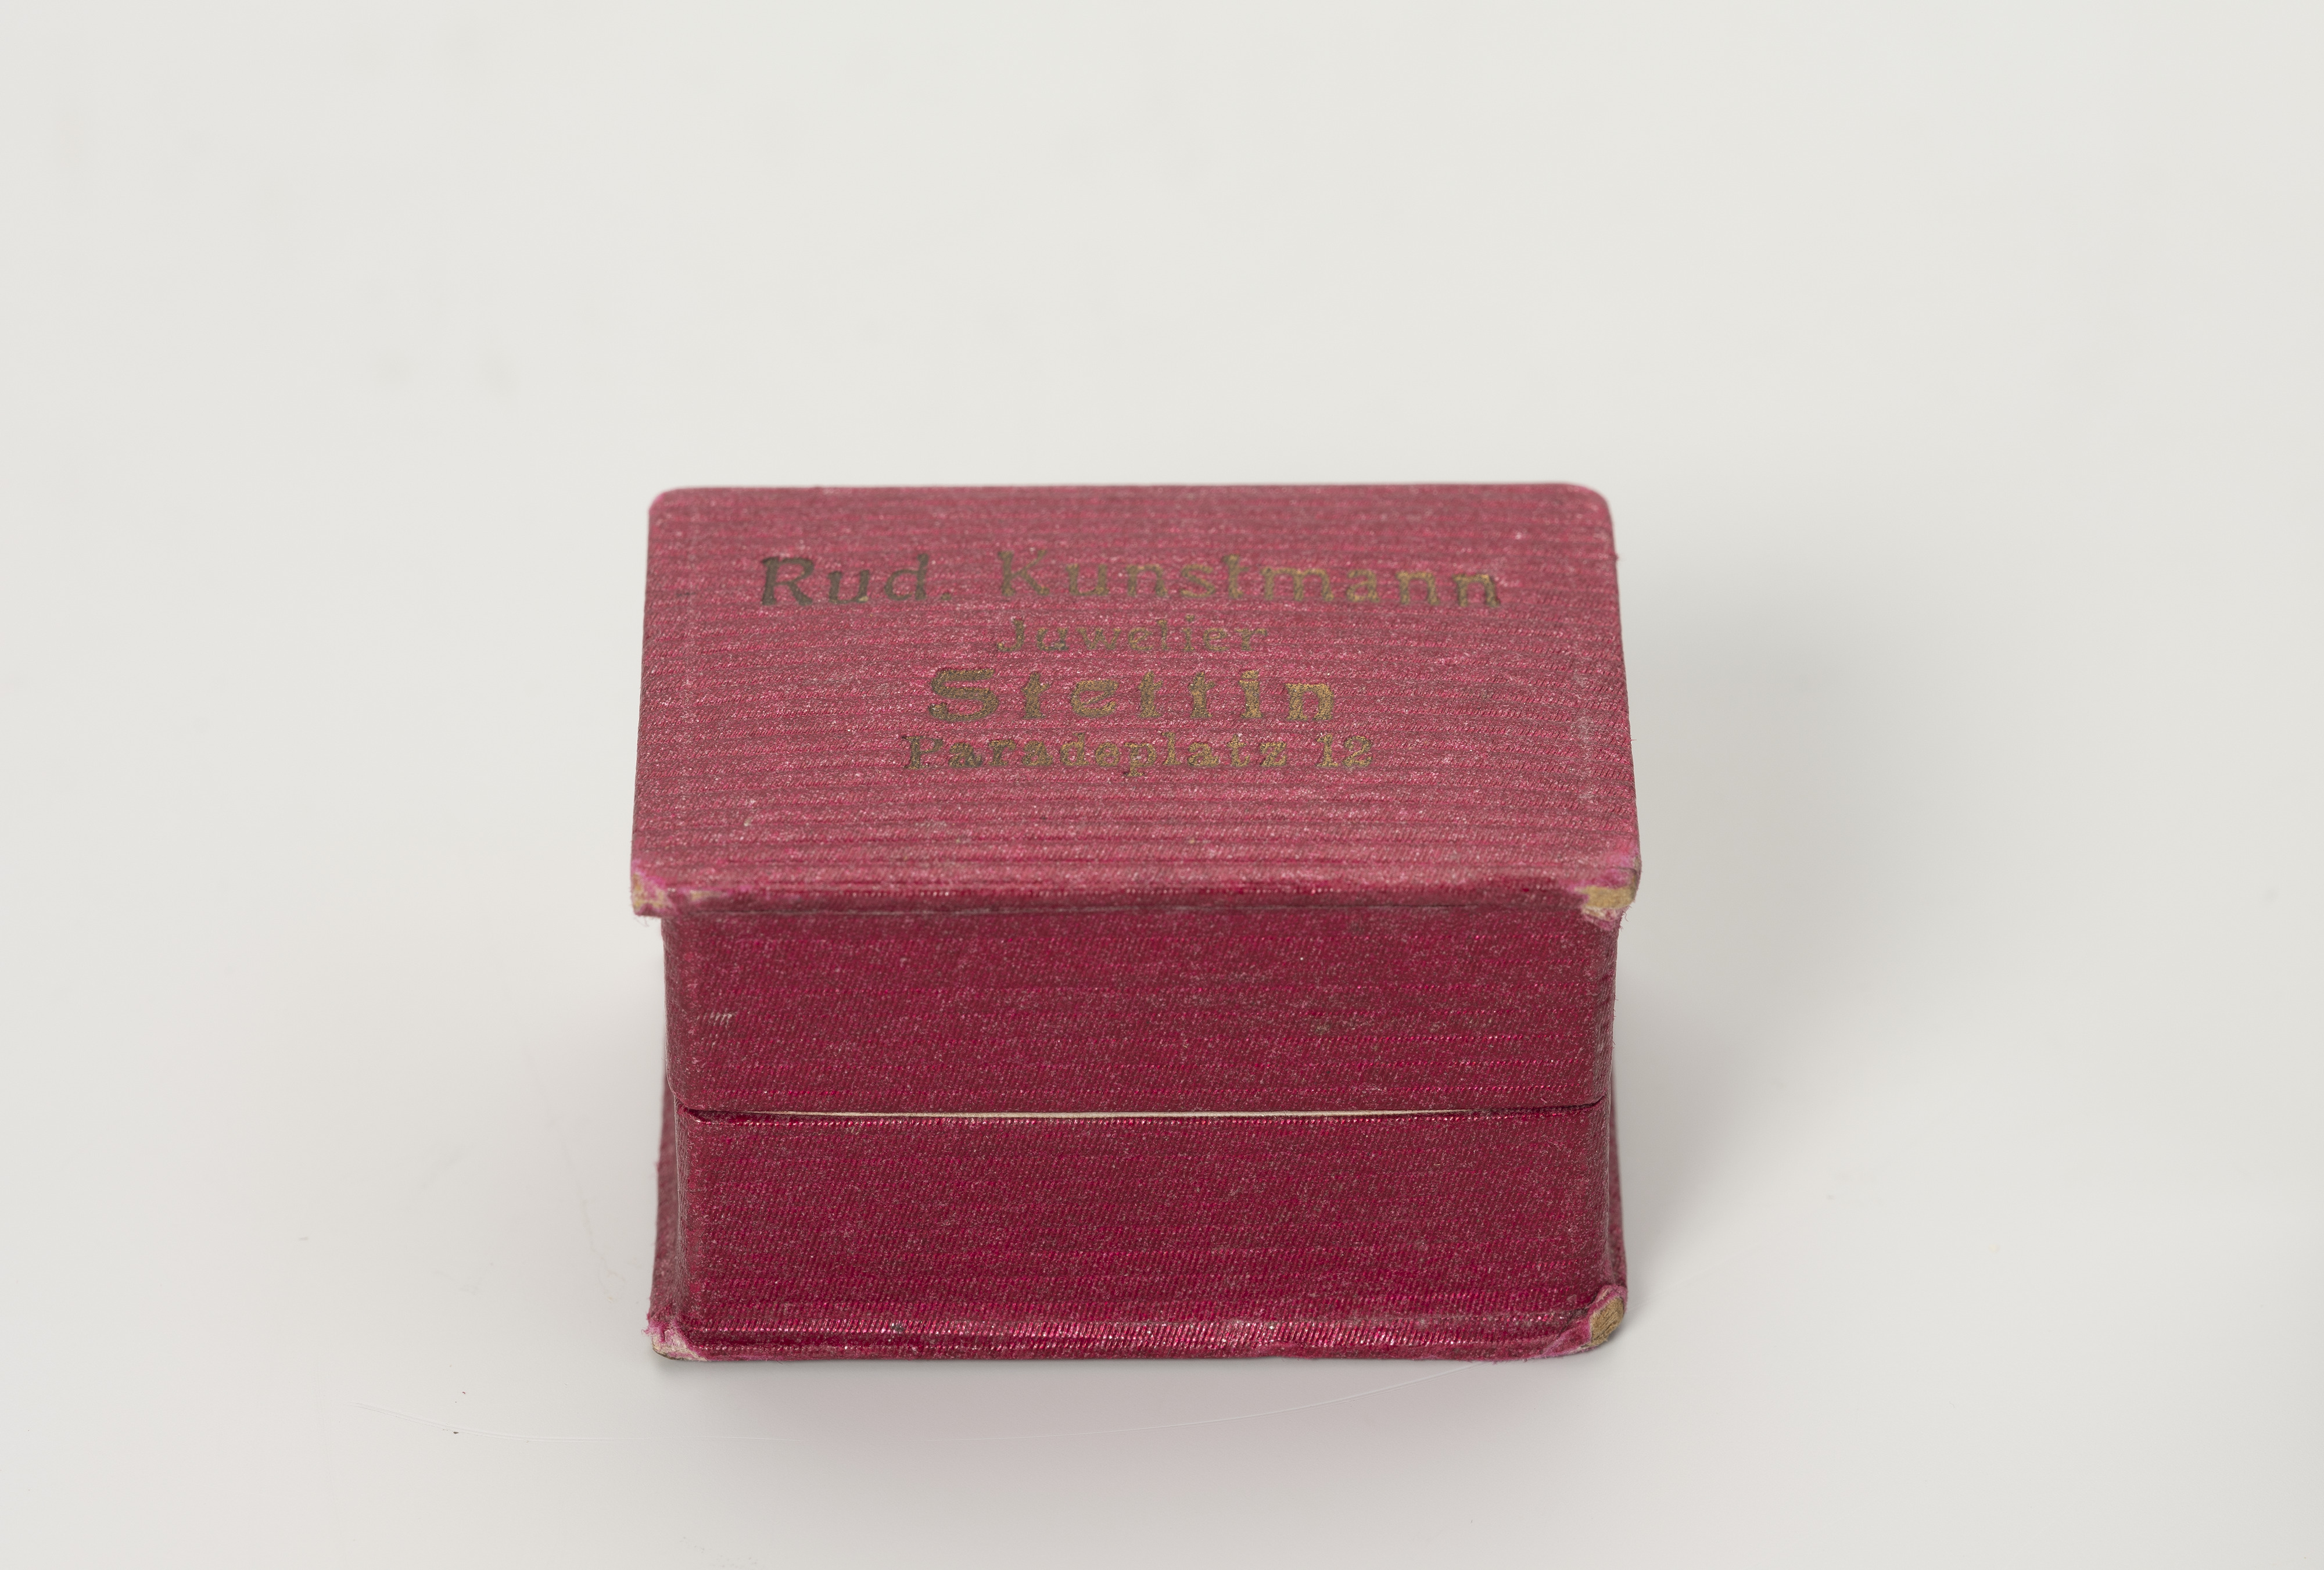 Rud. Kunstmann
Juwelier
Stettin
Paradeplatz 12